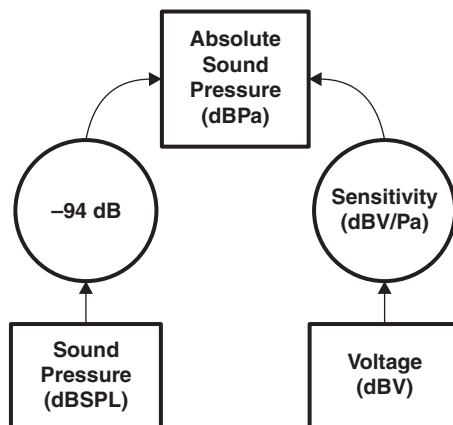 Absolute
Sound
Pressure
(dBPa)
–94 dB
Sensitivity
(dBV/Pa)
Sound
Pressure
(dBSPL)
Voltage
(dBV)